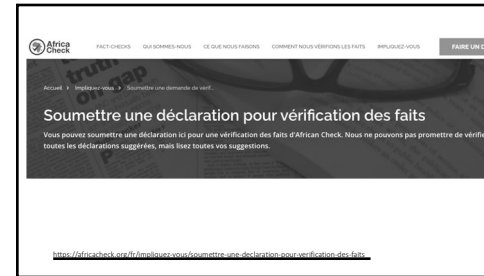 Africa
Check
FACT-CHECKS QUI SOMMES-NOUS CE QUE NOUS FAISONS COMMENT NOUS VÉRIFIONS LES FAITS IMPLIQUEZ-VOUS FAIRE UN D
truth
on-gap
Accueil Impliquez-vous Soumettre une demande de vérif...
Soumettre une déclaration pour vérification des faits
Vous pouvez soumettre une déclaration ici pour une vérification des faits d'African Check. Nous ne pouvons pas promettre de vérifie
toutes les déclarations suggérées, mais lisez toutes vos suggestions.
https://africacheck.org/fr/impliquez-vous/soumettre-une-declaration-pour-verification-des-faits